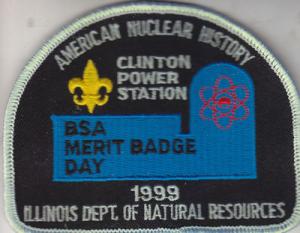 AMERICAN NUCLEAR HISTORY
CLINTON
POWER
STATION
BSA
MERIT BADGE
DAY
1999
ILLINOIS DEPT. OF NATURAL RESOURCES